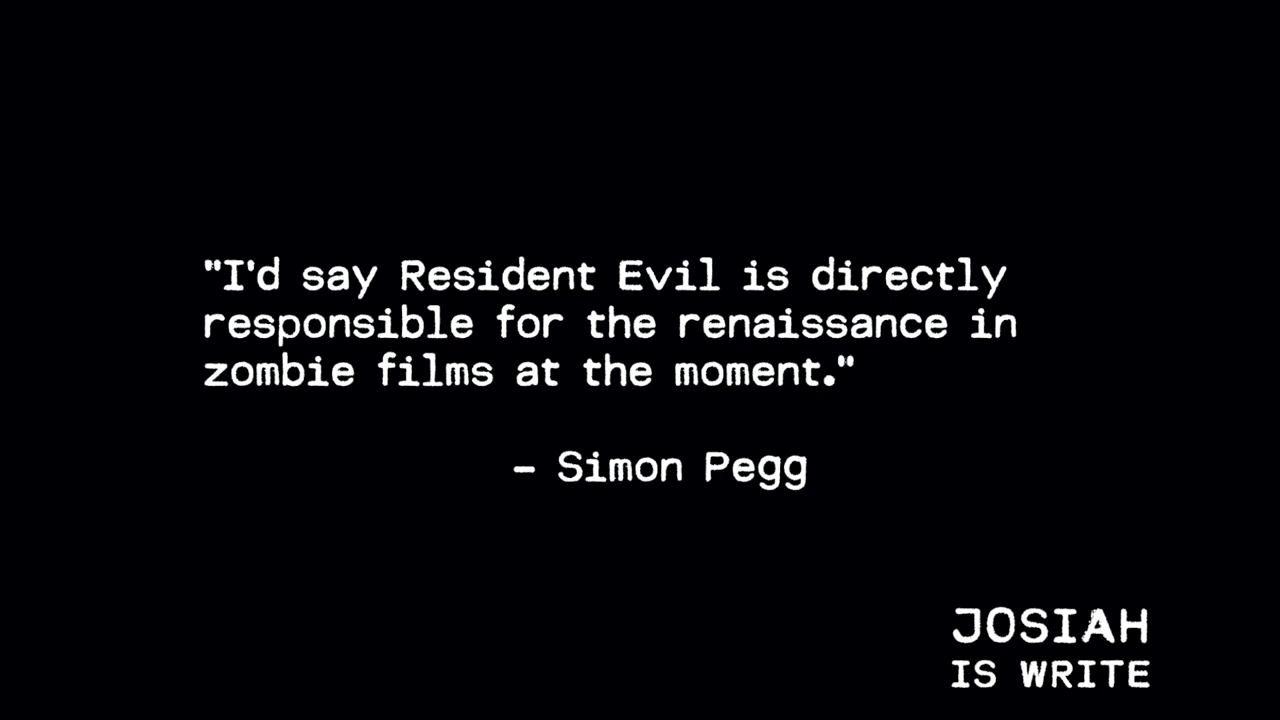 "I'd say Resident Evil is directly
responsible for the renaissance in
zombie films at the moment."
– Simon Pegg
JOSIAH
IS WRITE